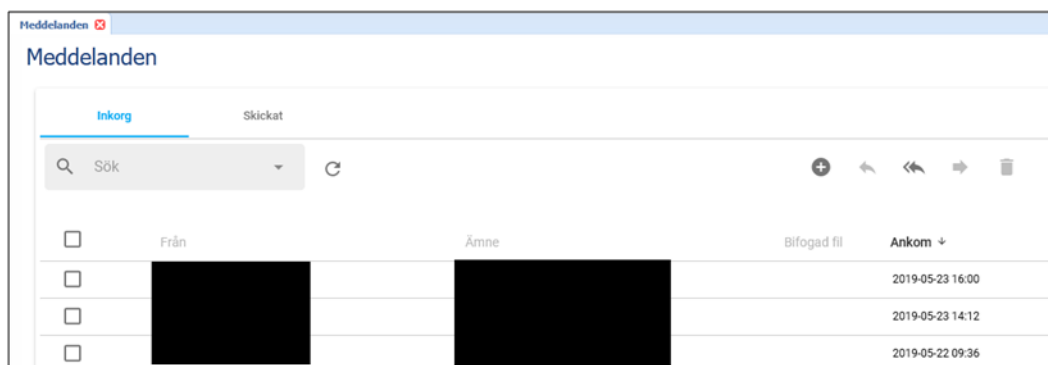 Meddelanden
Meddelanden
Inkorg Skickat
Sök
Från Ämne Bifogad fil Ankom
2019-05-23 16:00
2019-05-23 14:12
2019-05-22 09:36